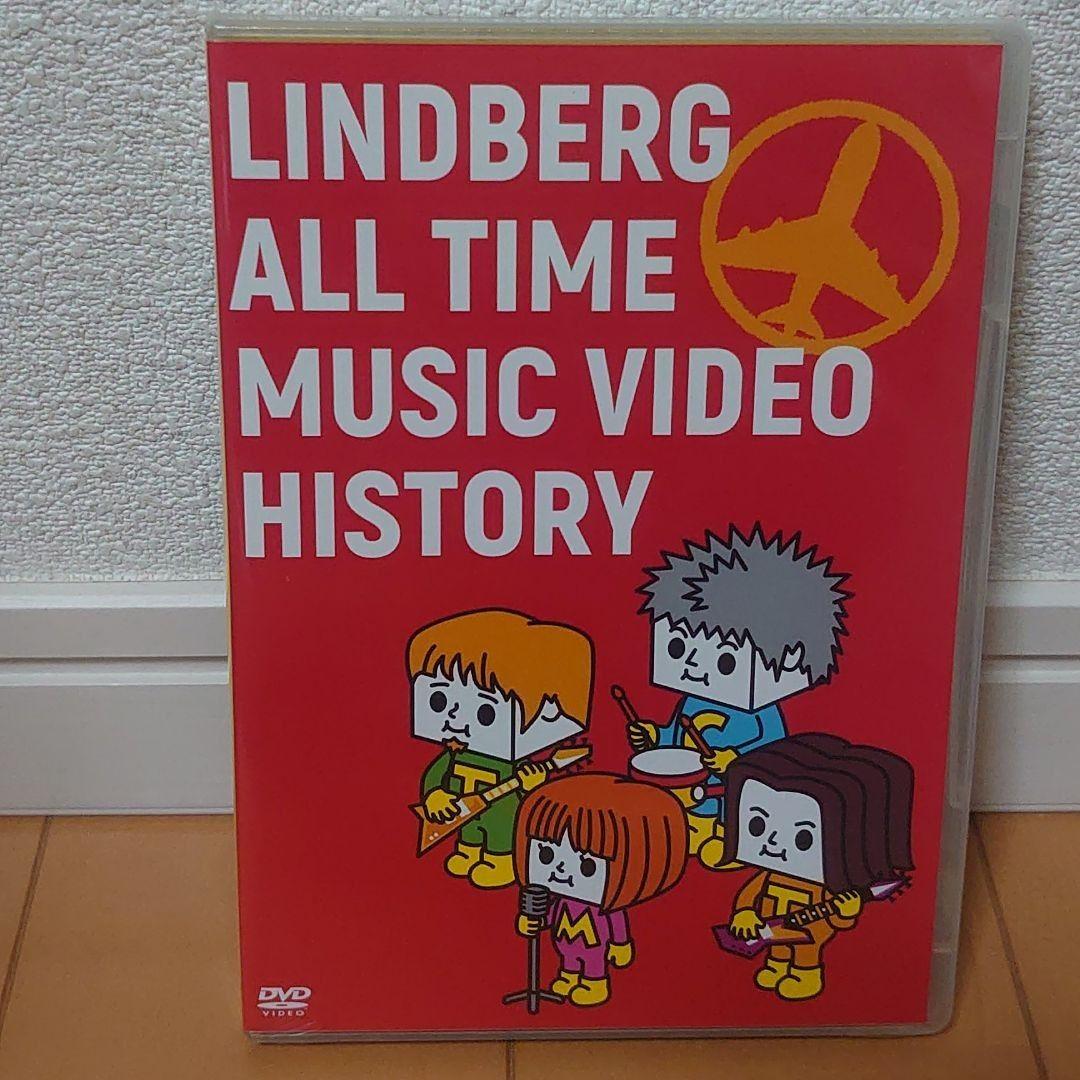 LINDBERG
ALL TIME
MUSIC VIDEO
HISTORY
C
T
M
T
DVD
VIDEO